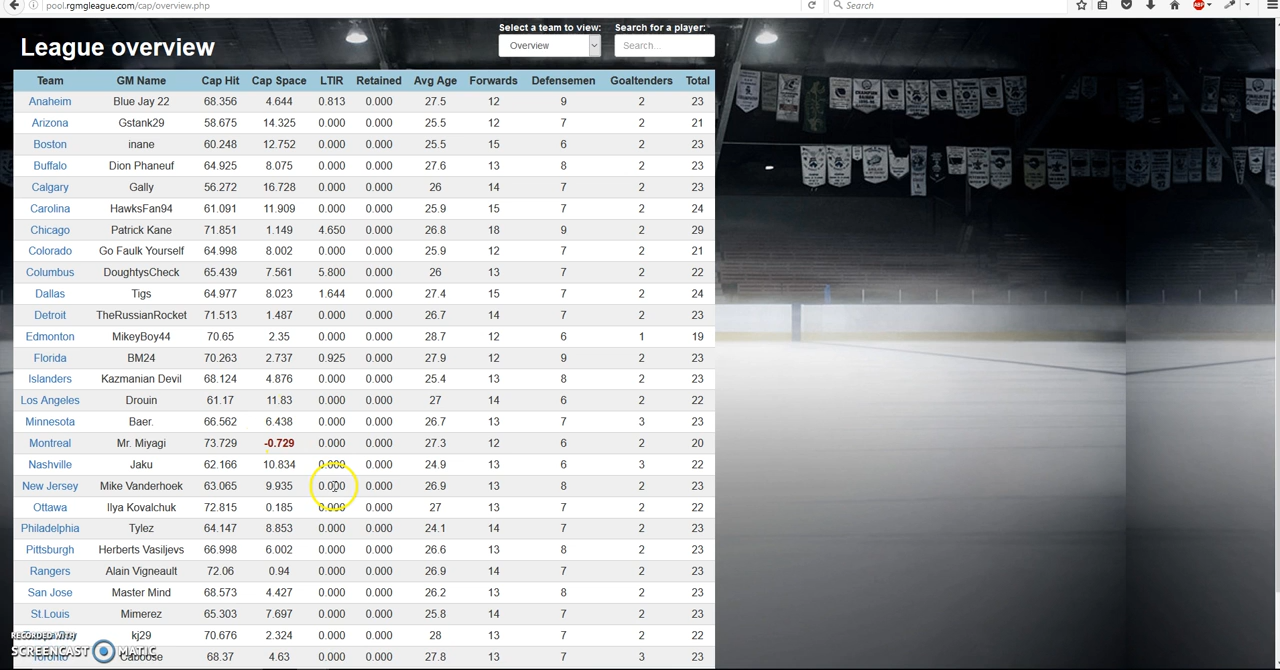 pool.rgmgleague.com/cap/overview.php
Search
League overview
Select a team to view:
Search for a player:
Overview
Search...
Team GM Name Cap Hit Cap Space LTIR Retained Avg Age Forwards Defensemen Goaltenders Total
Anaheim Blue Jay 22 68.356 4.644 0.813 0.000 27.5 12 9 2 23
Arizona Gstank29 58.675 14.325 0.000 0.000 25.5 12 7 2 21
Boston inane 60.248 12.752 0.000 0.000 25.5 15 6 2 23
Buffalo Dion Phaneuf 64.925 8.075 0.000 0.000 27.6 13 8 2 23
Calgary Gally 56.272 16.728 0.000 0.000 26 14 7 2 23
Carolina HawksFan94 61.091 11.909 0.000 0.000 25.9 15 7 2 24
Chicago Patrick Kane 71.851 1.149 4.650 0.000 26.8 18 9 2 29
Colorado Go Faulk Yourself 64.998 8.002 0.000 0.000 25.9 12 7 2 21
Columbus DoughtysCheck 65.439 7.561 5.800 0.000 26 13 7 2 22
Dallas Tigs 64.977 8.023 1.644 0.000 27.4 15 7 2 24
Detroit TheRussianRocket 71.513 1.487 0.000 0.000 26.7 14 7 2 23
Edmonton MikeyBoy44 70.65 2.35 0.000 0.000 28.7 12 6 1 19
Florida BM24 70.263 2.737 0.925 0.000 27.9 12 9 2 23
Islanders Kazmanian Devil 68.124 4.876 0.000 0.000 25.4 13 8 2 23
Los Angeles Drouin 61.17 11.83 0.000 0.000 27 14 6 2 22
Minnesota Baer. 66.562 6.438 0.000 0.000 26.7 13 7 3 23
Montreal Mr. Miyagi 73.729 -0.729 0.000 0.000 27.3 12 6 2 20
Nashville Jaku 62.166 10.834 0.000 0.000 24.9 13 6 3 22
New Jersey Mike Vanderhoek 63.065 9.935 0.000 0.000 26.9 13 8 2 23
Ottawa Ilya Kovalchuk 72.815 0.185 0.000 0.000 27 13 7 2 22
Philadelphia Tylez 64.147 8.853 0.000 0.000 24.1 14 7 2 23
Pittsburgh Herberts Vasiljevs 66.998 6.002 0.000 0.000 26.6 13 8 2 23
Rangers Alain Vigneault 72.06 0.94 0.000 0.000 26.9 14 7 2 23
San Jose Master Mind 68.573 4.427 0.000 0.000 26.2 13 8 2 23
St.Louis Mimerez 65.303 7.697 0.000 0.000 25.8 14 7 2 23
kj29 70.676 2.324 0.000 0.000 28 13 7 2 22
Toronto Caboose 68.37 4.63 0.000 0.000 27.8 13 7 3 23
RECORDED WITH
SCREENCAST MATIC